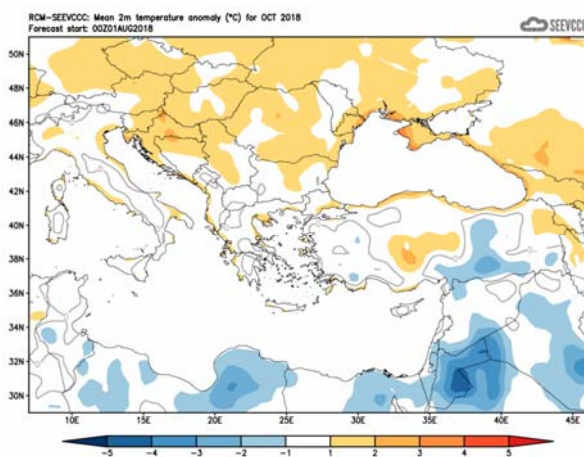 RCM-SEEVCCC: Mean 2m temperature anomaly (°C) for OCT 2018
Forecast start: 00Z01AUG2018
SEEVCCC
50N
48N
46N
44N
42N
40N
38N
36N
34N
32N
30N
10E 15E 20E 25E 30E 35E 40E 45E
-5 -4 -3 -2 -1 1 2 3 4 5